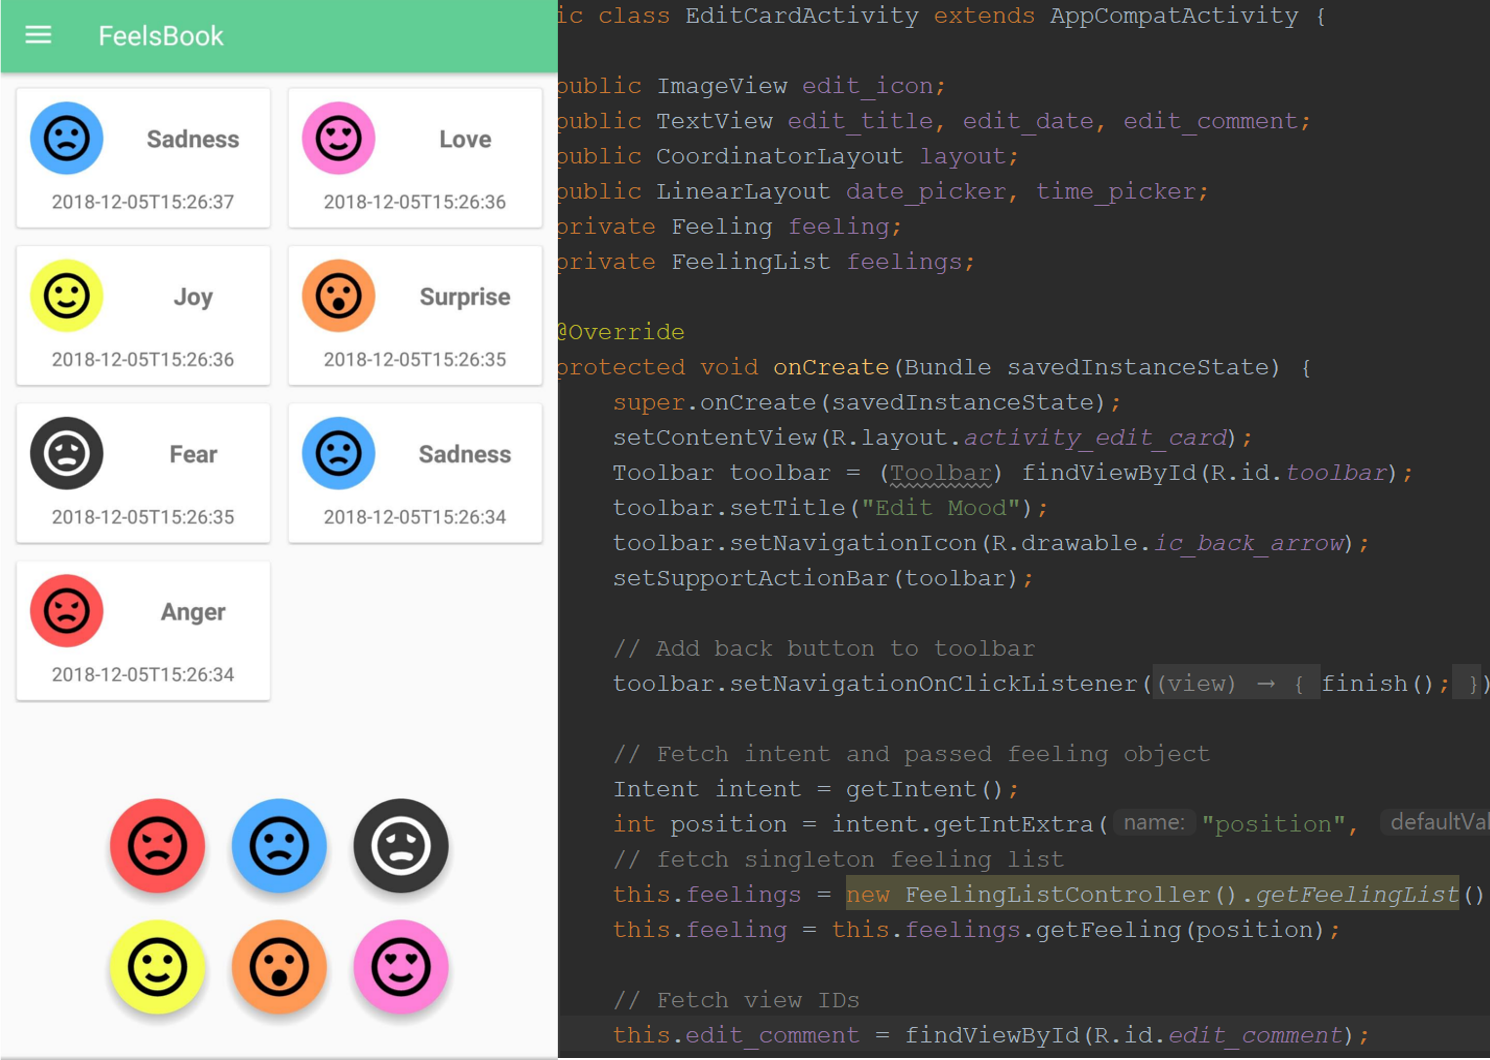 FeelsBook
Sadness
2018-12-05T15:26:37
Love
2018-12-05T15:26:36
Joy
2018-12-05T15:26:36
Surprise
2018-12-05T15:26:35
Fear
2018-12-05T15:26:35
Sadness
2018-12-05T15:26:34
Anger
2018-12-05T15:26:34
ic class EditCardActivity extends AppCompatActivity {
public ImageView edit_icon;
public TextView edit_title, edit_date, edit_comment;
public CoordinatorLayout layout;
public LinearLayout date_picker, time_picker;
private Feeling feeling;
private FeelingList feelings;
@Override
protected void onCreate(Bundle savedInstanceState) {
super.onCreate(savedInstanceState);
setContentView(R.layout.activity_edit_card);
Toolbar toolbar = (Toolbar) findViewById(R.id.toolbar);
toolbar.setTitle("Edit Mood");
toolbar.setNavigationIcon(R.drawable.ic_back_arrow);
setSupportActionBar(toolbar);
// Add back button to toolbar
toolbar.setNavigationOnClickListener((view) → { finish(); })
// Fetch intent and passed feeling object
Intent intent = getIntent();
int position = intent.getIntExtra( name: "position", defaultVal
// fetch singleton feeling list
this.feelings = new FeelingListController().getFeelingList()
this.feeling = this.feelings.getFeeling(position);
// Fetch view IDs
this.edit_comment = findViewById(R.id.edit_comment);